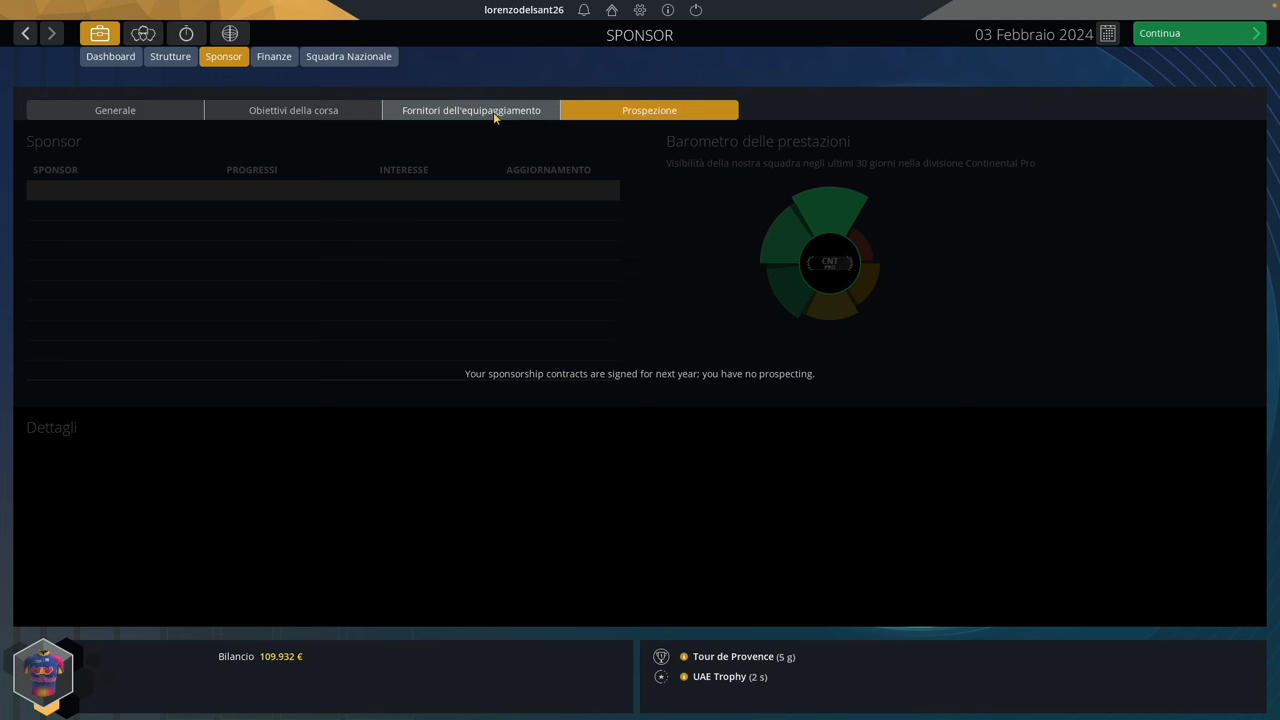 lorenzodelsant26
SPONSOR
03 Febbraio 2024
Continua
Dashboard
Strutture
Sponsor
Finanze
Squadra Nazionale
Generale
Obiettivi della corsa
Fornitori dell'equipaggiamento
Prospezione
Sponsor
SPONSOR PROGRESSI INTERESSE AGGIORNAMENTO
Barometro delle prestazioni
Visibilità della nostra squadra negli ultimi 30 giorni nella divisione Continental Pro
CNT
PRO
Your sponsorship contracts are signed for next year; you have no prospecting.
Dettagli
Bilancio 109.932 €
Tour de Provence (5 g)
UAE Trophy (2 s)